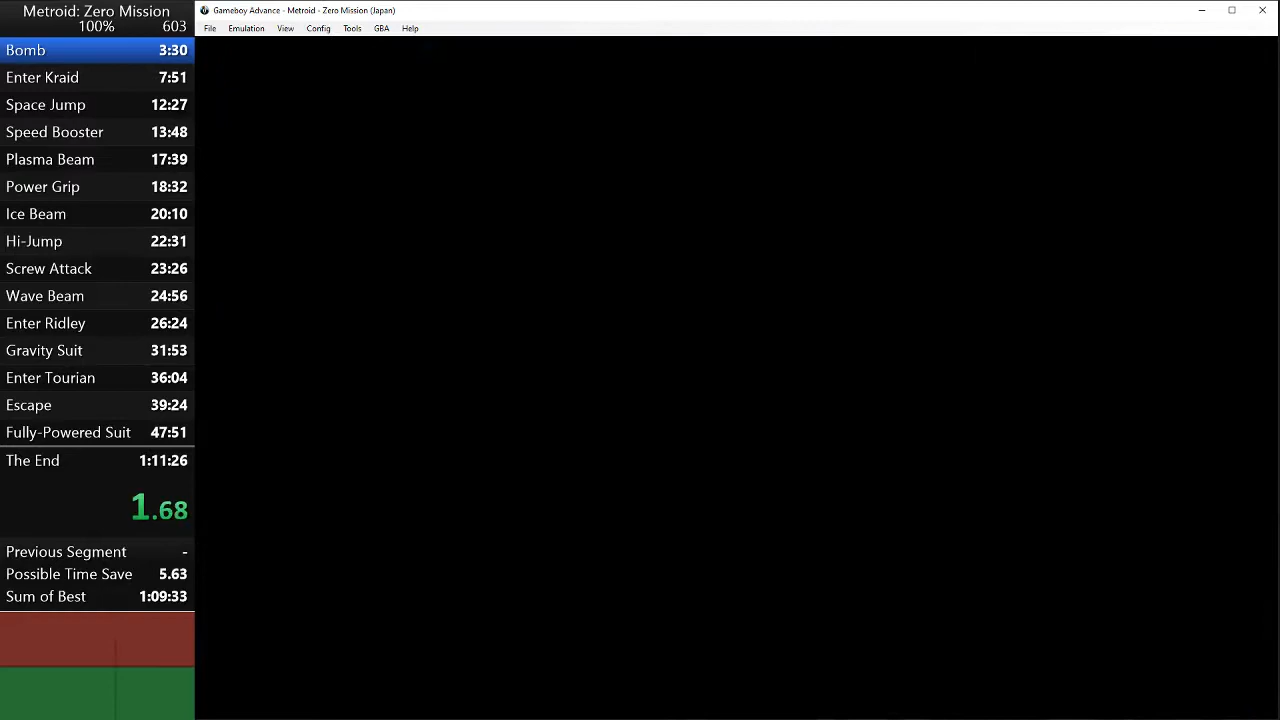 Metroid: Zero Mission
100% 603
Bomb 3:30
Enter Kraid 7:51
Space Jump 12:27
Speed Booster 13:48
Plasma Beam 17:39
Power Grip 18:32
Ice Beam 20:10
Hi-Jump 22:31
Screw Attack 23:26
Wave Beam 24:56
Enter Ridley 26:24
Gravity Suit 31:53
Enter Tourian 36:04
Escape 39:24
Fully-Powered Suit 47:51
The End 1:11:26
1.68
Previous Segment -
Possible Time Save 5.63
Sum of Best 1:09:33
Gameboy Advance - Metroid - Zero Mission (Japan)
File Emulation View Config Tools GBA Help